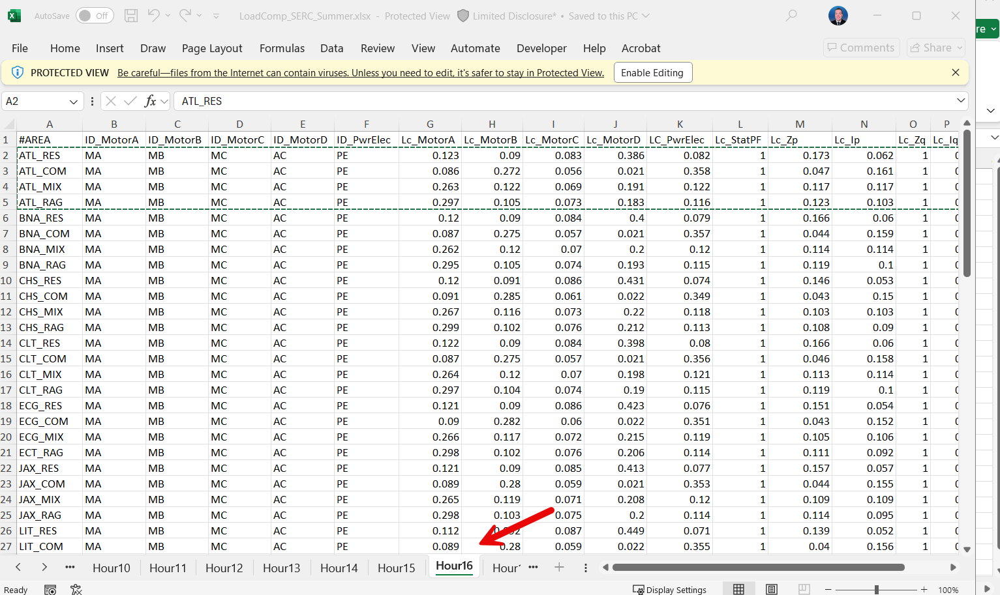 AutoSave Off LoadComp_SERC_Summer.xlsx - Protected View Limited Disclosure* • Saved to this PC
File Home Insert Draw Page Layout Formulas Data Review View Automate Developer Help Acrobat Comments Share re
PROTECTED VIEW Be careful—files from the Internet can contain viruses. Unless you need to edit, it's safer to stay in Protected View. Enable Editing
A2 fx ATL_RES
A B C D E F G H I J K L M N O P
1 #AREA ID_MotorA ID_MotorB ID_MotorC ID_MotorD ID_PwrElec Lc_MotorA Lc_MotorB Lc_MotorC Lc_MotorD LC_PwrElec Lc_StatPF Lc_Zp Lc_Ip Lc_Zq Lc_Iq
2 ATL_RES MA MB MC AC PE 0.123 0.09 0.083 0.386 0.082 1 0.173 0.062 1
3 ATL_COM MA MB MC AC PE 0.086 0.272 0.056 0.021 0.358 1 0.047 0.161 1
4 ATL_MIX MA MB MC AC PE 0.263 0.122 0.069 0.191 0.122 1 0.117 0.117 1
5 ATL_RAG MA MB MC AC PE 0.297 0.105 0.073 0.183 0.116 1 0.123 0.103 1
6 BNA_RES MA MB MC AC PE 0.12 0.09 0.084 0.4 0.079 1 0.166 0.06 1
7 BNA_COM MA MB MC AC PE 0.087 0.275 0.057 0.021 0.357 1 0.044 0.159 1
8 BNA_MIX MA MB MC AC PE 0.262 0.12 0.07 0.2 0.12 1 0.114 0.114 1
9 BNA_RAG MA MB MC AC PE 0.295 0.105 0.074 0.193 0.115 1 0.119 0.1 1
10 CHS_RES MA MB MC AC PE 0.12 0.091 0.086 0.431 0.074 1 0.146 0.053 1
11 CHS_COM MA MB MC AC PE 0.091 0.285 0.061 0.022 0.349 1 0.043 0.15 1
12 CHS_MIX MA MB MC AC PE 0.267 0.116 0.073 0.22 0.118 1 0.103 0.103 1
13 CHS_RAG MA MB MC AC PE 0.299 0.102 0.076 0.212 0.113 1 0.108 0.09 1
14 CLT_RES MA MB MC AC PE 0.122 0.09 0.084 0.398 0.08 1 0.166 0.06 1
15 CLT_COM MA MB MC AC PE 0.087 0.275 0.057 0.021 0.356 1 0.046 0.158 1
16 CLT_MIX MA MB MC AC PE 0.264 0.12 0.07 0.198 0.121 1 0.113 0.114 1
17 CLT_RAG MA MB MC AC PE 0.297 0.104 0.074 0.19 0.115 1 0.119 0.1 1
18 ECG_RES MA MB MC AC PE 0.121 0.09 0.086 0.423 0.076 1 0.151 0.054 1
19 ECG_COM MA MB MC AC PE 0.09 0.282 0.06 0.022 0.351 1 0.043 0.152 1
20 ECG_MIX MA MB MC AC PE 0.266 0.117 0.072 0.215 0.119 1 0.105 0.106 1
21 ECT_RAG MA MB MC AC PE 0.298 0.102 0.076 0.206 0.114 1 0.111 0.092 1
22 JAX_RES MA MB MC AC PE 0.121 0.09 0.085 0.413 0.077 1 0.157 0.057 1
23 JAX_COM MA MB MC AC PE 0.089 0.28 0.059 0.021 0.353 1 0.044 0.155 1
24 JAX_MIX MA MB MC AC PE 0.265 0.119 0.071 0.208 0.12 1 0.109 0.109 1
25 JAX_RAG MA MB MC AC PE 0.298 0.103 0.075 0.2 0.114 1 0.114 0.095 1
26 LIT_RES MA MB MC AC PE 0.112 0.087 0.449 0.071 1 0.139 0.052 1
27 LIT_COM MA MB MC AC PE 0.089 0.28 0.059 0.022 0.355 1 0.04 0.156 1
Hour10 Hour11 Hour12 Hour13 Hour14 Hour15 Hour16 Hour
Ready Display Settings 100%